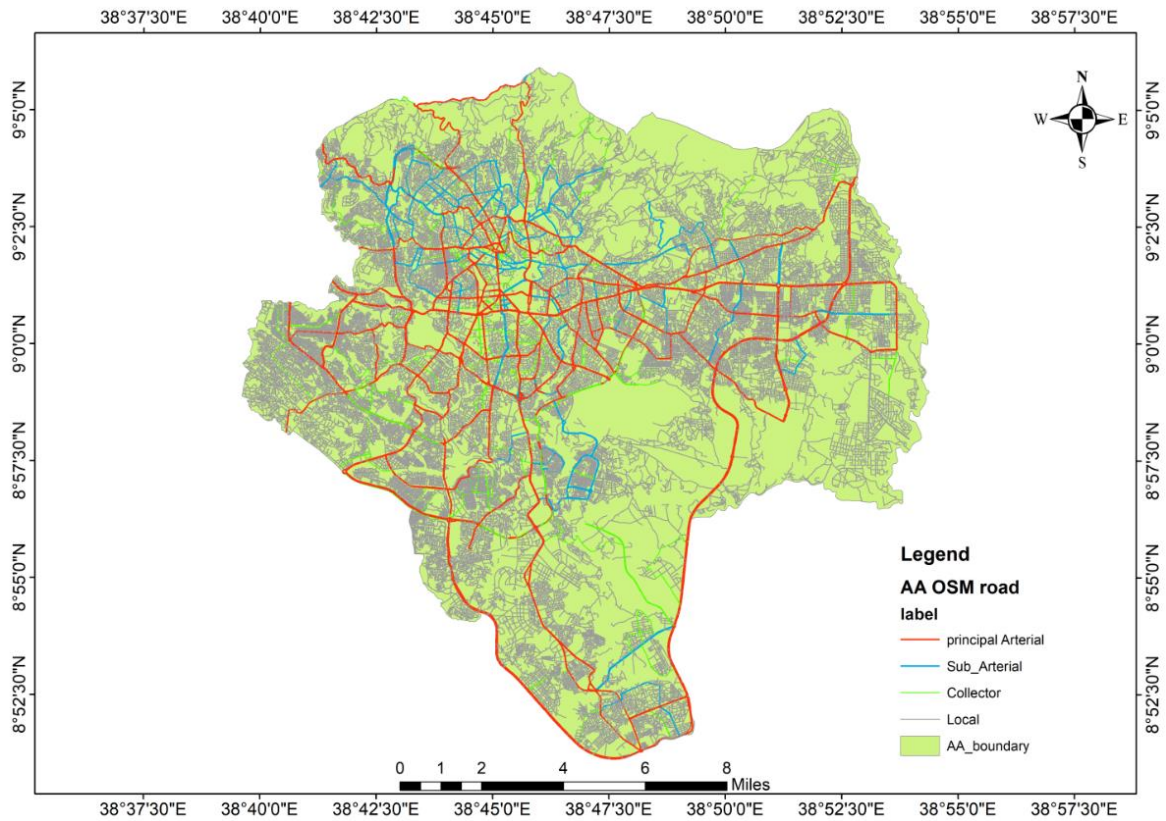 38°37'30"E 38°40'0"E 38°42'30"E 38°45'0"E 38°47'30"E 38°50'0"E 38°52'30"E 38°55'0"E 38°57'30"E
9°5'0"N 9°5'0"N
N
W E
S
9°2'30"N 9°2'30"N
9°0'0"N 9°0'0"N
8°57'30"N 8°57'30"N
8°55'0"N 8°55'0"N
8°52'30"N 8°52'30"N
Legend
AA OSM road
label
principal Arterial
Sub_Arterial
Collector
Local
AA_boundary
0 1 2 4 6 8
Miles
38°37'30"E 38°40'0"E 38°42'30"E 38°45'0"E 38°47'30"E 38°50'0"E 38°52'30"E 38°55'0"E 38°57'30"E